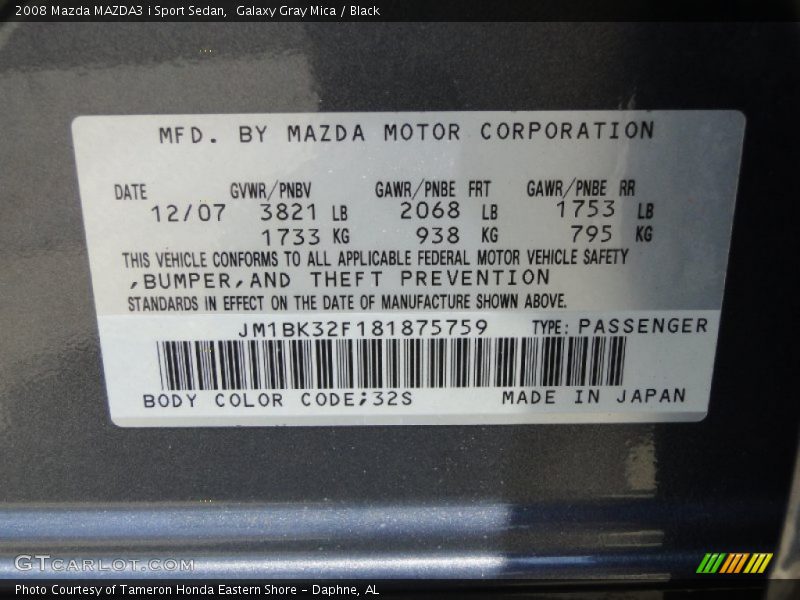 2008 Mazda MAZDA3 i Sport Sedan,  Galaxy Gray Mica / Black
MFD. BY MAZDA MOTOR CORPORATION
DATE GVWR/PNBV GAWR/PNBE FRT GAWR/PNBE RR
12/07 3821 LB 2068 LB 1753 LB
1733 KG 938 KG 795 KG
THIS VEHICLE CONFORMS TO ALL APPLICABLE FEDERAL MOTOR VEHICLE SAFETY
,BUMPER,AND THEFT PREVENTION
STANDARDS IN EFFECT ON THE DATE OF MANUFACTURE SHOWN ABOVE.
JM1BK32F181875759 TYPE: PASSENGER
BODY COLOR CODE;32S MADE IN JAPAN
GTCARLOT.COM
Photo Courtesy of Tameron Honda Eastern Shore - Daphne, AL